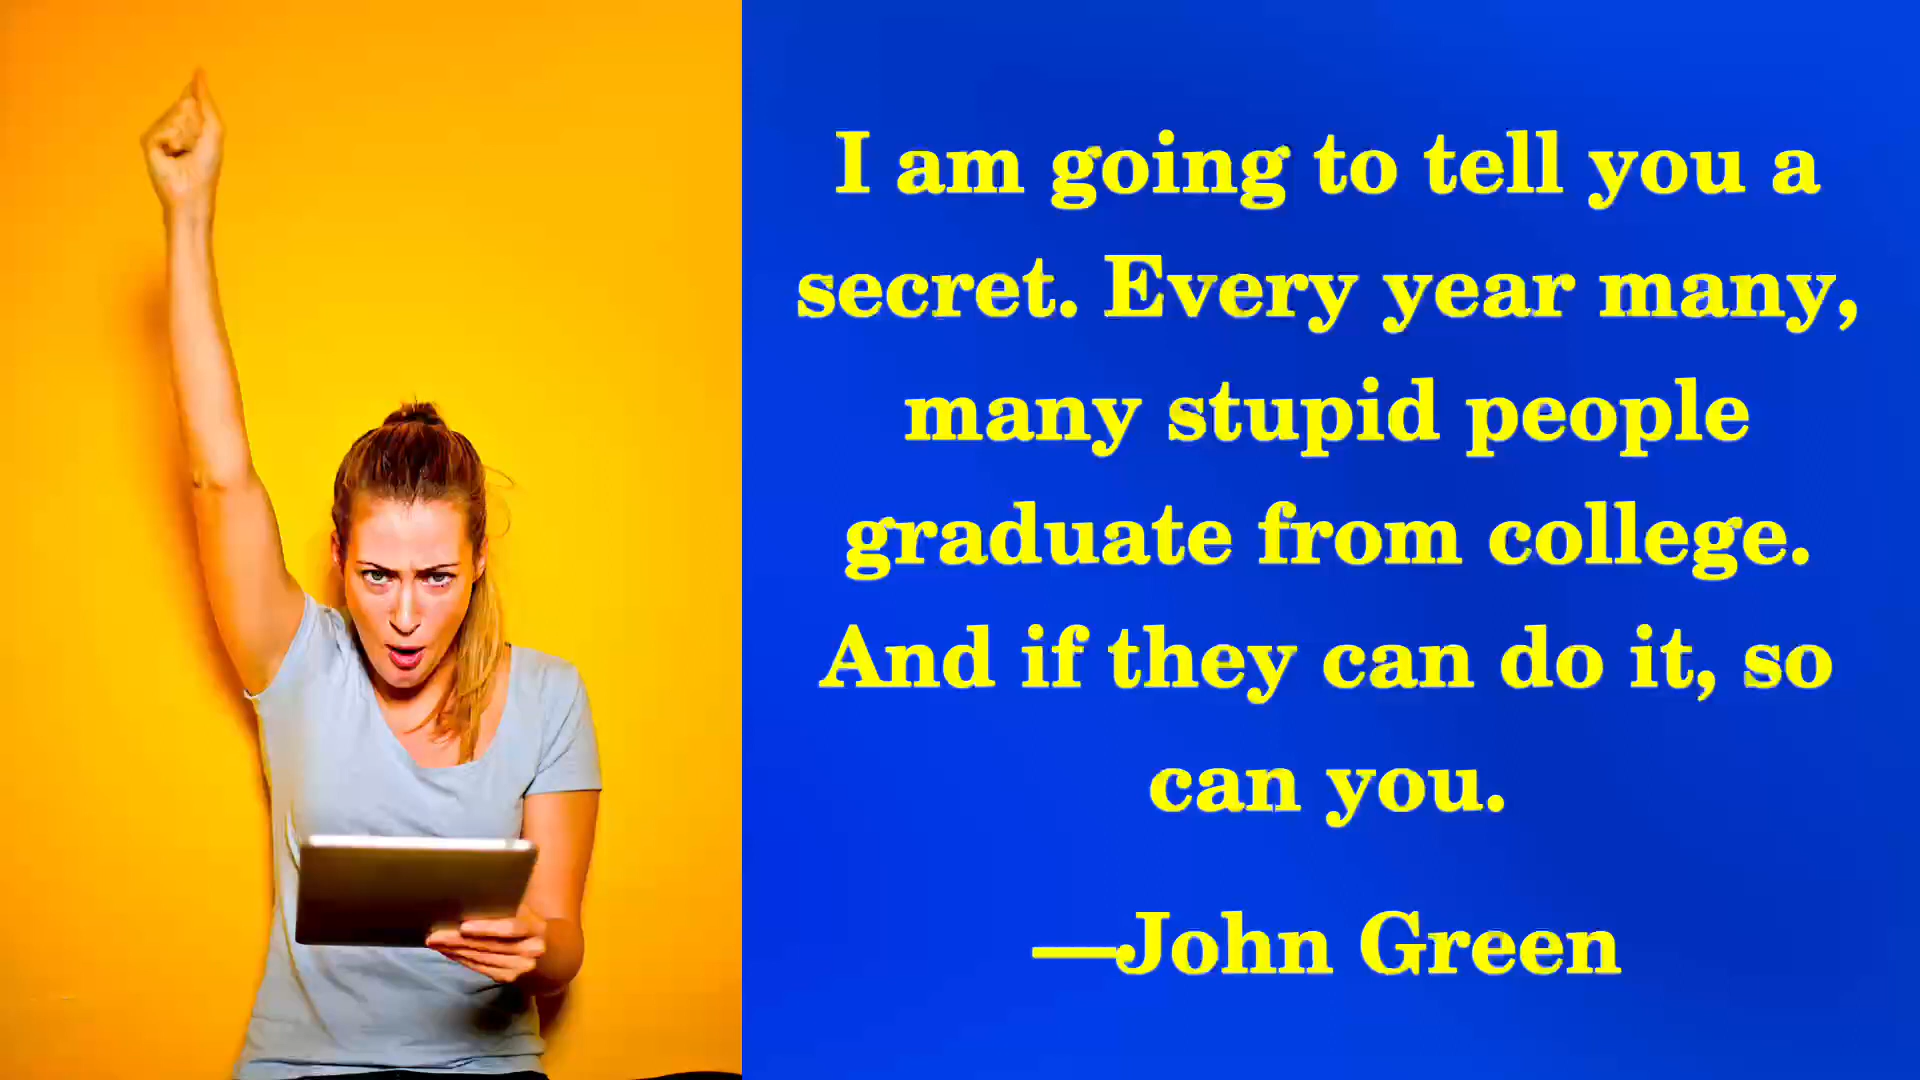 I am going to tell you a
secret. Every year many,
many stupid people
graduate from college.
And if they can do it, so
can you.
—John Green